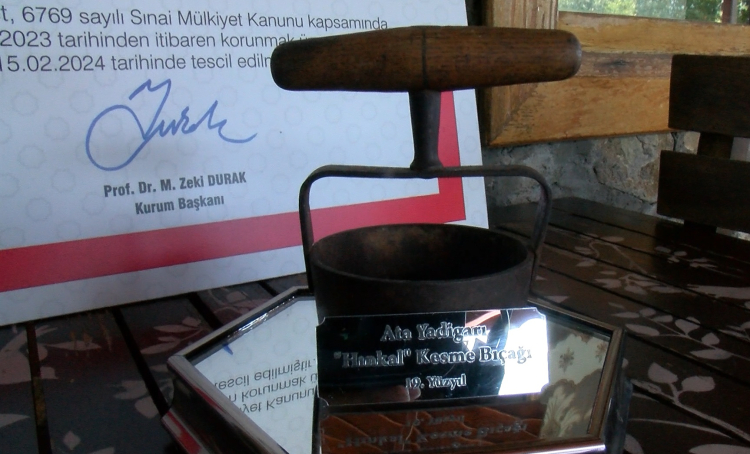 t, 6769 sayılı Sınai Mülkiyet Kanunu kapsamında
2023 tarihinden itibaren korunmak
15.02.2024 tarihinde tescil edilm
Prof. Dr. M. Zeki DURAK
Kurum Başkanı
Ata Yadigarı
"Hınkal" Kesme Bıçağı
19. Yüzyıl